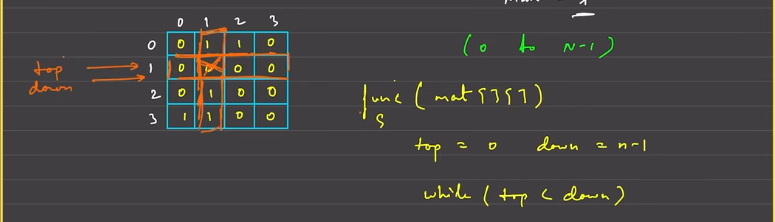 0 1 2 3
0 0 1 1 0
1 0 0 0
2 0 1 0 0
3 1 1 0 0
top
down
(0 to N-1)
func (mat[][])
{
top = 0 down = n-1
while (top < down)